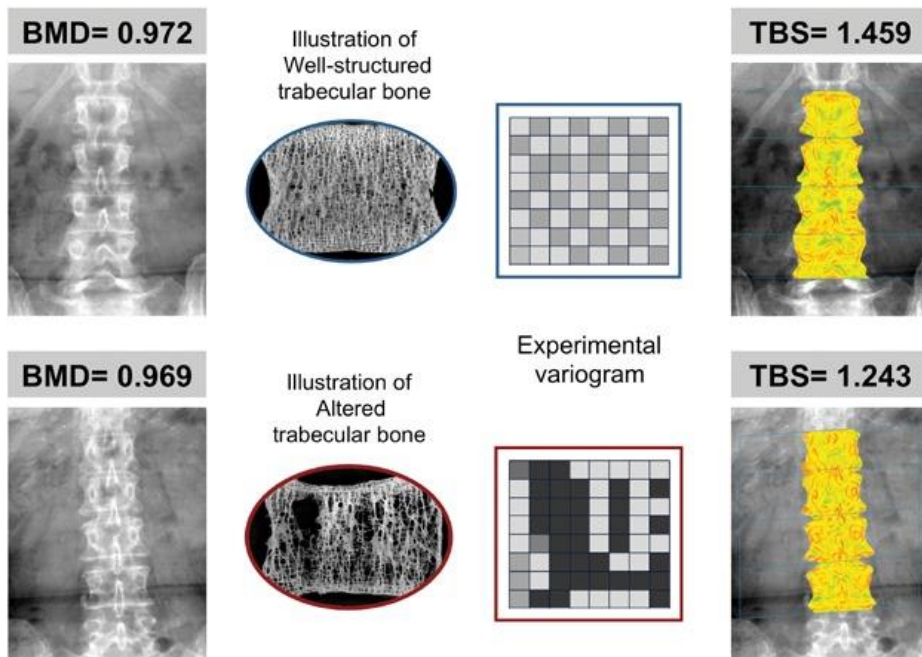 BMD= 0.972
Illustration of
Well-structured
trabecular bone
TBS= 1.459
Experimental
variogram
BMD= 0.969
Illustration of
Altered
trabecular bone
TBS= 1.243